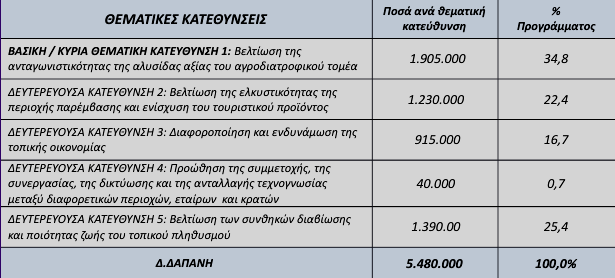 ΘΕΜΑΤΙΚΕΣ ΚΑΤΕΘΥΝΣΕΙΣ
Ποσά ανά θεματική
κατεύθυνση
%
Προγράμματος
ΒΑΣΙΚΗ / ΚΥΡΙΑ ΘΕΜΑΤΙΚΗ ΚΑΤΕΥΘΥΝΣΗ 1: Βελτίωση της
ανταγωνιστικότητας της αλυσίδας αξίας του αγροδιατροφικού τομέα
1.905.000
34,8
ΔΕΥΤΕΡΕΥΟΥΣΑ ΚΑΤΕΥΘΥΝΣΗ 2: Βελτίωση της ελκυστικότητας της
περιοχής παρέμβασης και ενίσχυση του τουριστικού προϊόντος
1.230.000
22,4
ΔΕΥΤΕΡΕΥΟΥΣΑ ΚΑΤΕΥΘΥΝΣΗ 3: Διαφοροποίηση και ενδυνάμωση της
τοπικής οικονομίας
915.000
16,7
ΔΕΥΤΕΡΕΥΟΥΣΑ ΚΑΤΕΥΘΥΝΣΗ 4: Προώθηση της συμμετοχής, της
συνεργασίας, της δικτύωσης και της ανταλλαγής τεχνογνωσίας
μεταξύ διαφορετικών περιοχών, εταίρων και κρατών
40.000
0,7
ΔΕΥΤΕΡΕΥΟΥΣΑ ΚΑΤΕΥΘΥΝΣΗ 5: Βελτίωση των συνθηκών διαβίωσης
και ποιότητας ζωής του τοπικού πληθυσμού
1.390.00
25,4
Δ.ΔΑΠΑΝΗ
5.480.000
100,0%